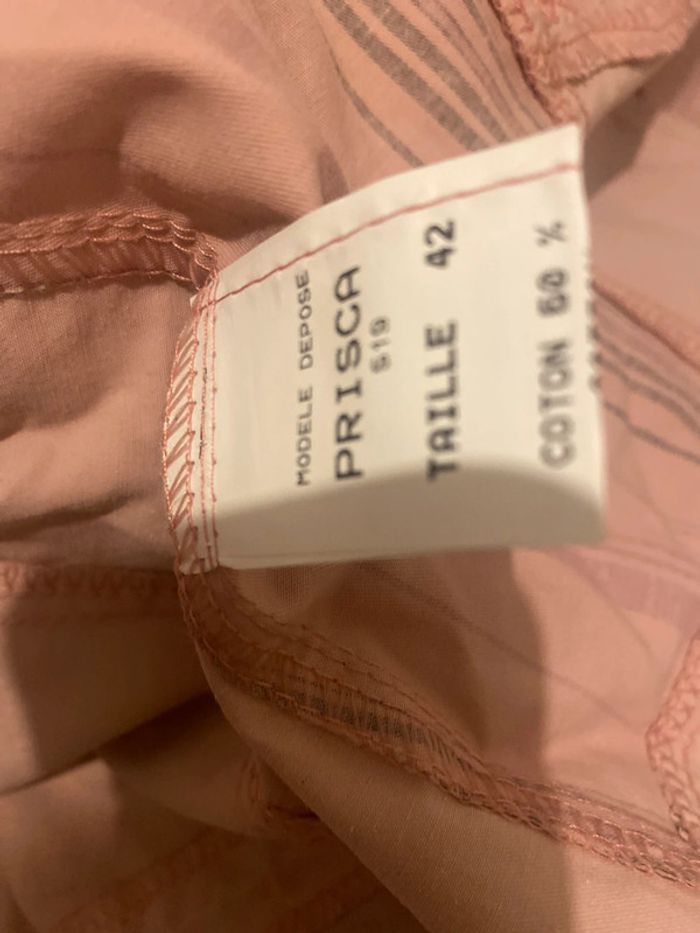 MODELE DEPOSE
PRISCA
519
TAILLE 42
COTON 60 %